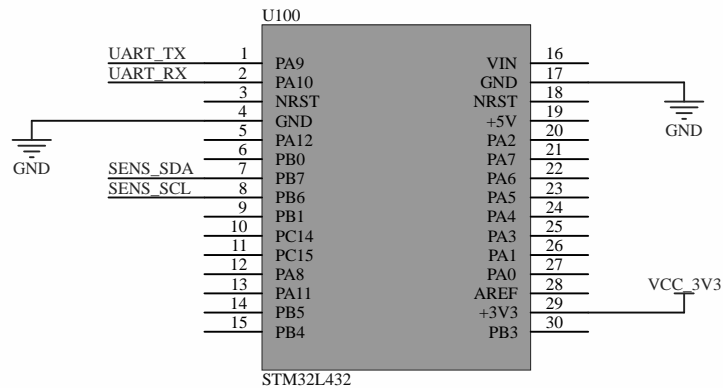 U100
UART_TX 1 PA9 VIN 16
UART_RX 2 PA10 GND 17
3 NRST NRST 18
4 GND +5V 19
5 PA12 PA2 20
6 PB0 PA7 21
SENS_SDA 7 PB7 PA6 22
SENS_SCL 8 PB6 PA5 23
9 PB1 PA4 24
10 PC14 PA3 25
11 PC15 PA1 26
12 PA8 PA0 27
13 PA11 AREF 28
14 PB5 +3V3 29
15 PB4 PB3 30
GND
GND
VCC_3V3
STM32L432